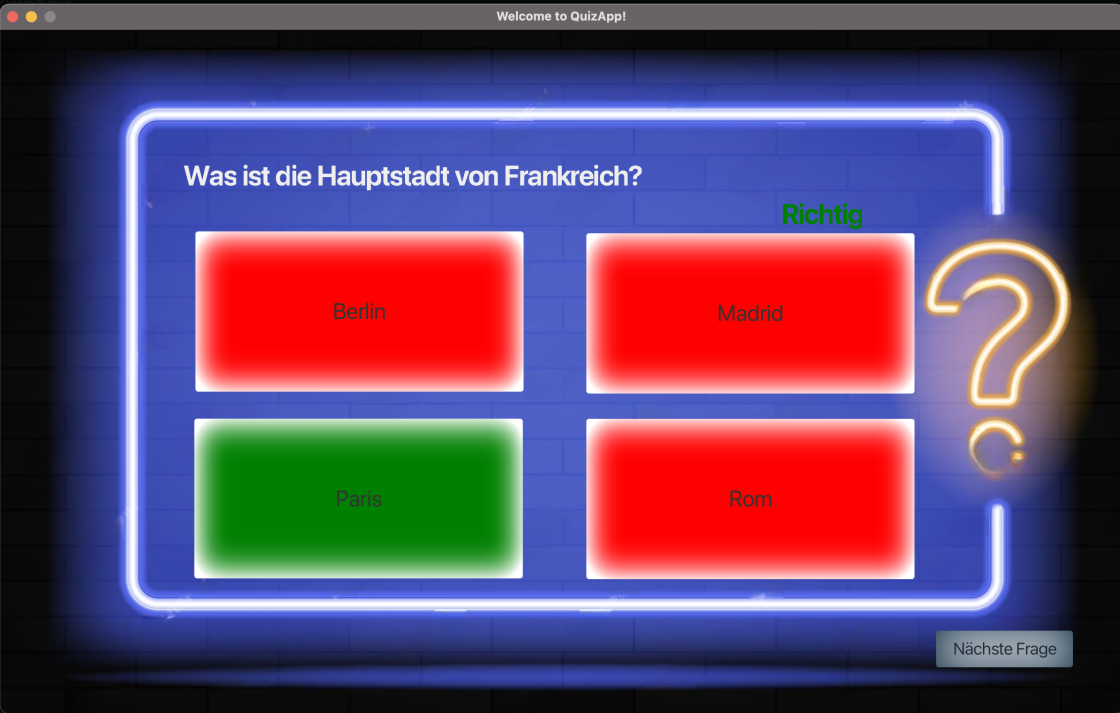 Welcome to QuizApp!
Was ist die Hauptstadt von Frankreich?
Richtig
Berlin
Madrid
Paris
Rom
Nächste Frage